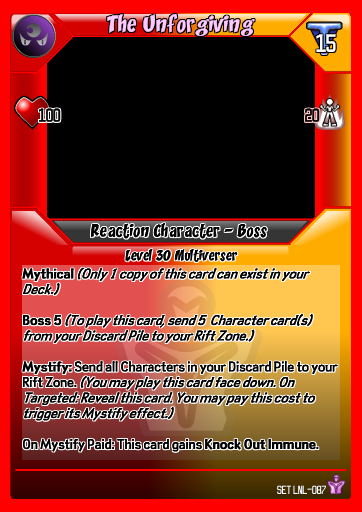 The Unforgiving
15
100
20
Reaction Character - Boss
Level 30 Multiverser
Mythical (Only 1 copy of this card can exist in your
Deck.)
Boss 5 (To play this card, send 5 Character card(s)
from your Discard Pile to your Rift Zone.)
Mystify: Send all Characters in your Discard Pile to your
Rift Zone. (You may play this card face down. On
Targeted: Reveal this card. You may pay this cost to
trigger its Mystify effect.)
On Mystify Paid: This card gains Knock Out Immune.
SET LNL-087